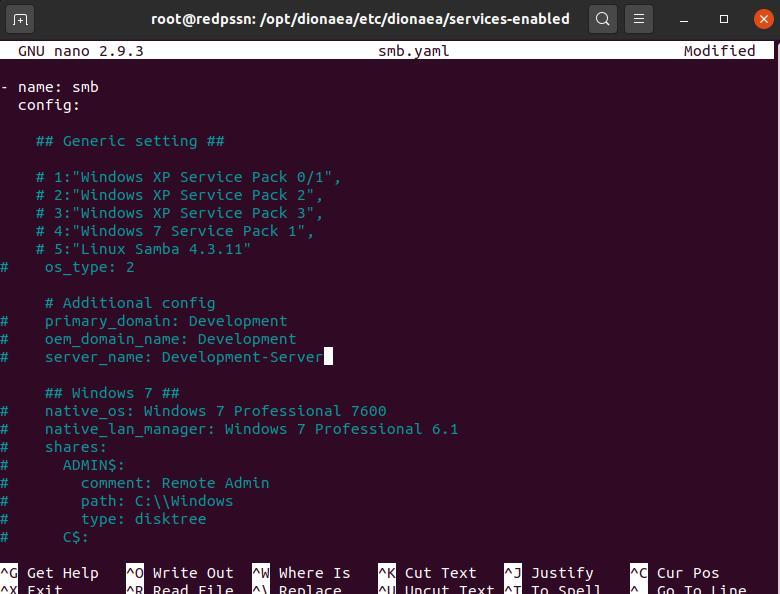 root@redpssn: /opt/dionaea/etc/dionaea/services-enabled
GNU nano 2.9.3 smb.yaml Modified
- name: smb
config:
## Generic setting ##
# 1:"Windows XP Service Pack 0/1",
# 2:"Windows XP Service Pack 2",
# 3:"Windows XP Service Pack 3",
# 4:"Windows 7 Service Pack 1",
# 5:"Linux Samba 4.3.11"
# os_type: 2
# Additional config
# primary_domain: Development
# oem_domain_name: Development
# server_name: Development-Server
## Windows 7 ##
# native_os: Windows 7 Professional 7600
# native_lan_manager: Windows 7 Professional 6.1
# shares:
# ADMIN$:
# comment: Remote Admin
# path: C:\\Windows
# type: disktree
# C$:
^G Get Help ^O Write Out ^W Where Is ^K Cut Text ^J Justify ^C Cur Pos
^X Exit ^R Read File ^\ Replace ^U Uncut Text ^T To Spell ^_ Go To Line